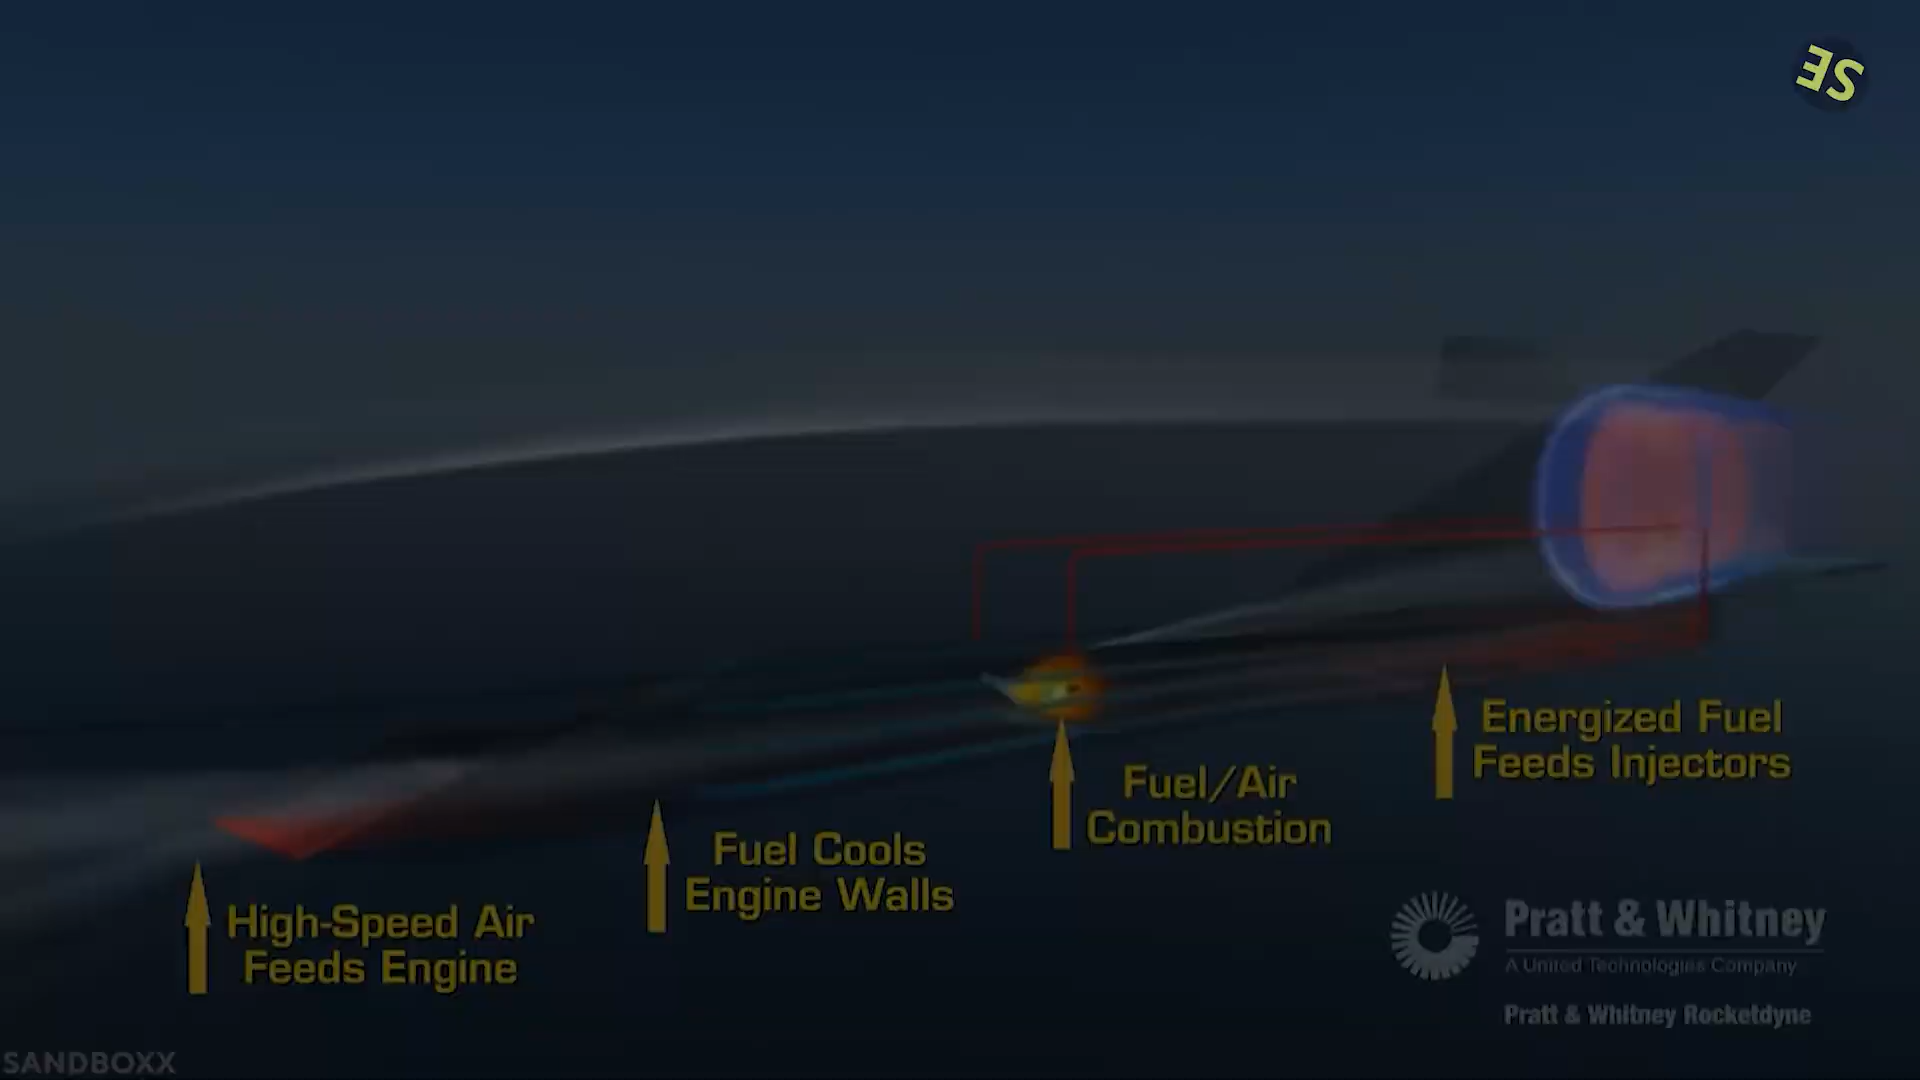 SE
High-Speed Air
Feeds Engine
Fuel Cools
Engine Walls
Fuel/Air
Combustion
Energized Fuel
Feeds Injectors
Pratt & Whitney
A United Technologies Company
Pratt & Whitney Rocketdyne
SANDBOXX